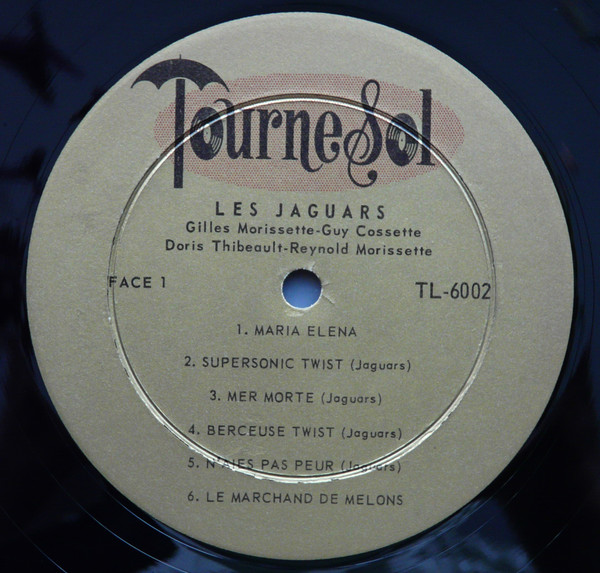 TourneSol
LES JAGUARS
Gilles Morissette-Guy Cossette
Doris Thibeault-Reynold Morissette
FACE 1
TL-6002
1. MARIA ELENA
2. SUPERSONIC TWIST (Jaguars)
3. MER MORTE (Jaguars)
4. BERCEUSE TWIST (Jaguars)
5. N'AIES PAS PEUR (Jaguars)
6. LE MARCHAND DE MELONS